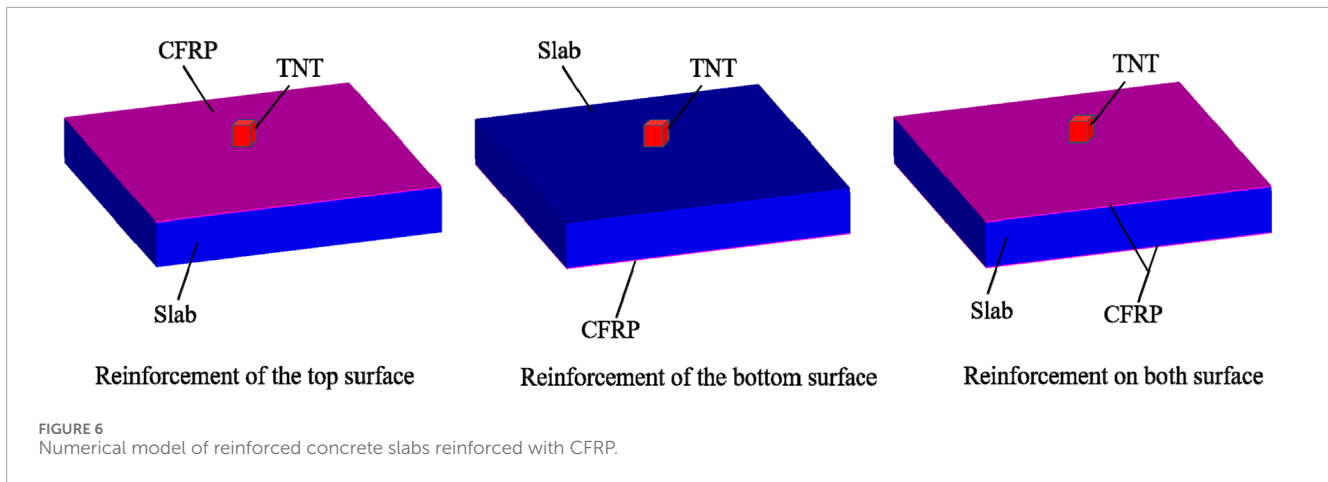 CFRP
TNT
Slab
Reinforcement of the top surface
Slab
TNT
CFRP
Reinforcement of the bottom surface
TNT
Slab
CFRP
Reinforcement on both surface
FIGURE 6
Numerical model of reinforced concrete slabs reinforced with CFRP.